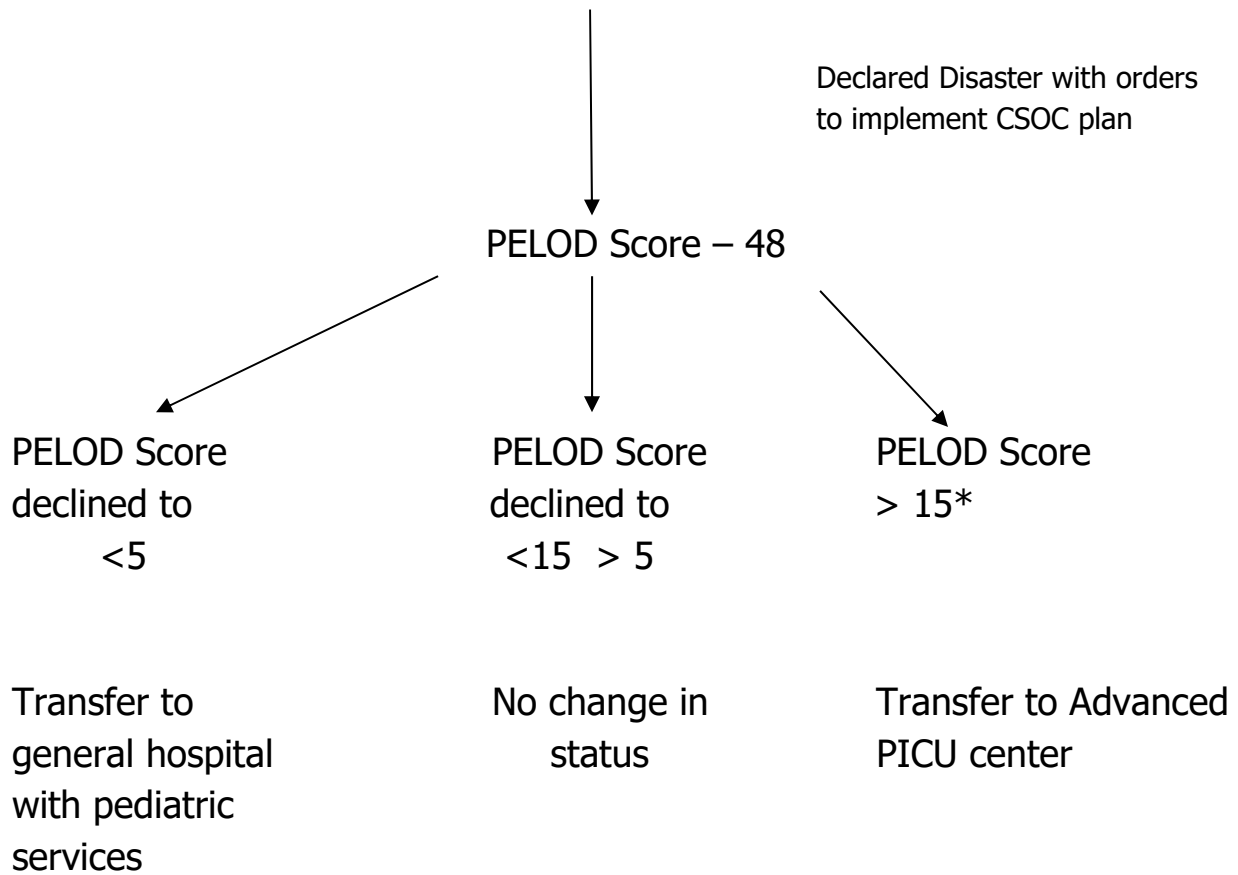 Declared Disaster with orders
to implement CSOC plan
PELOD Score – 48
PELOD Score
declined to
<5
PELOD Score
declined to
<15 > 5
PELOD Score
> 15*
Transfer to
general hospital
with pediatric
services
No change in
status
Transfer to Advanced
PICU center